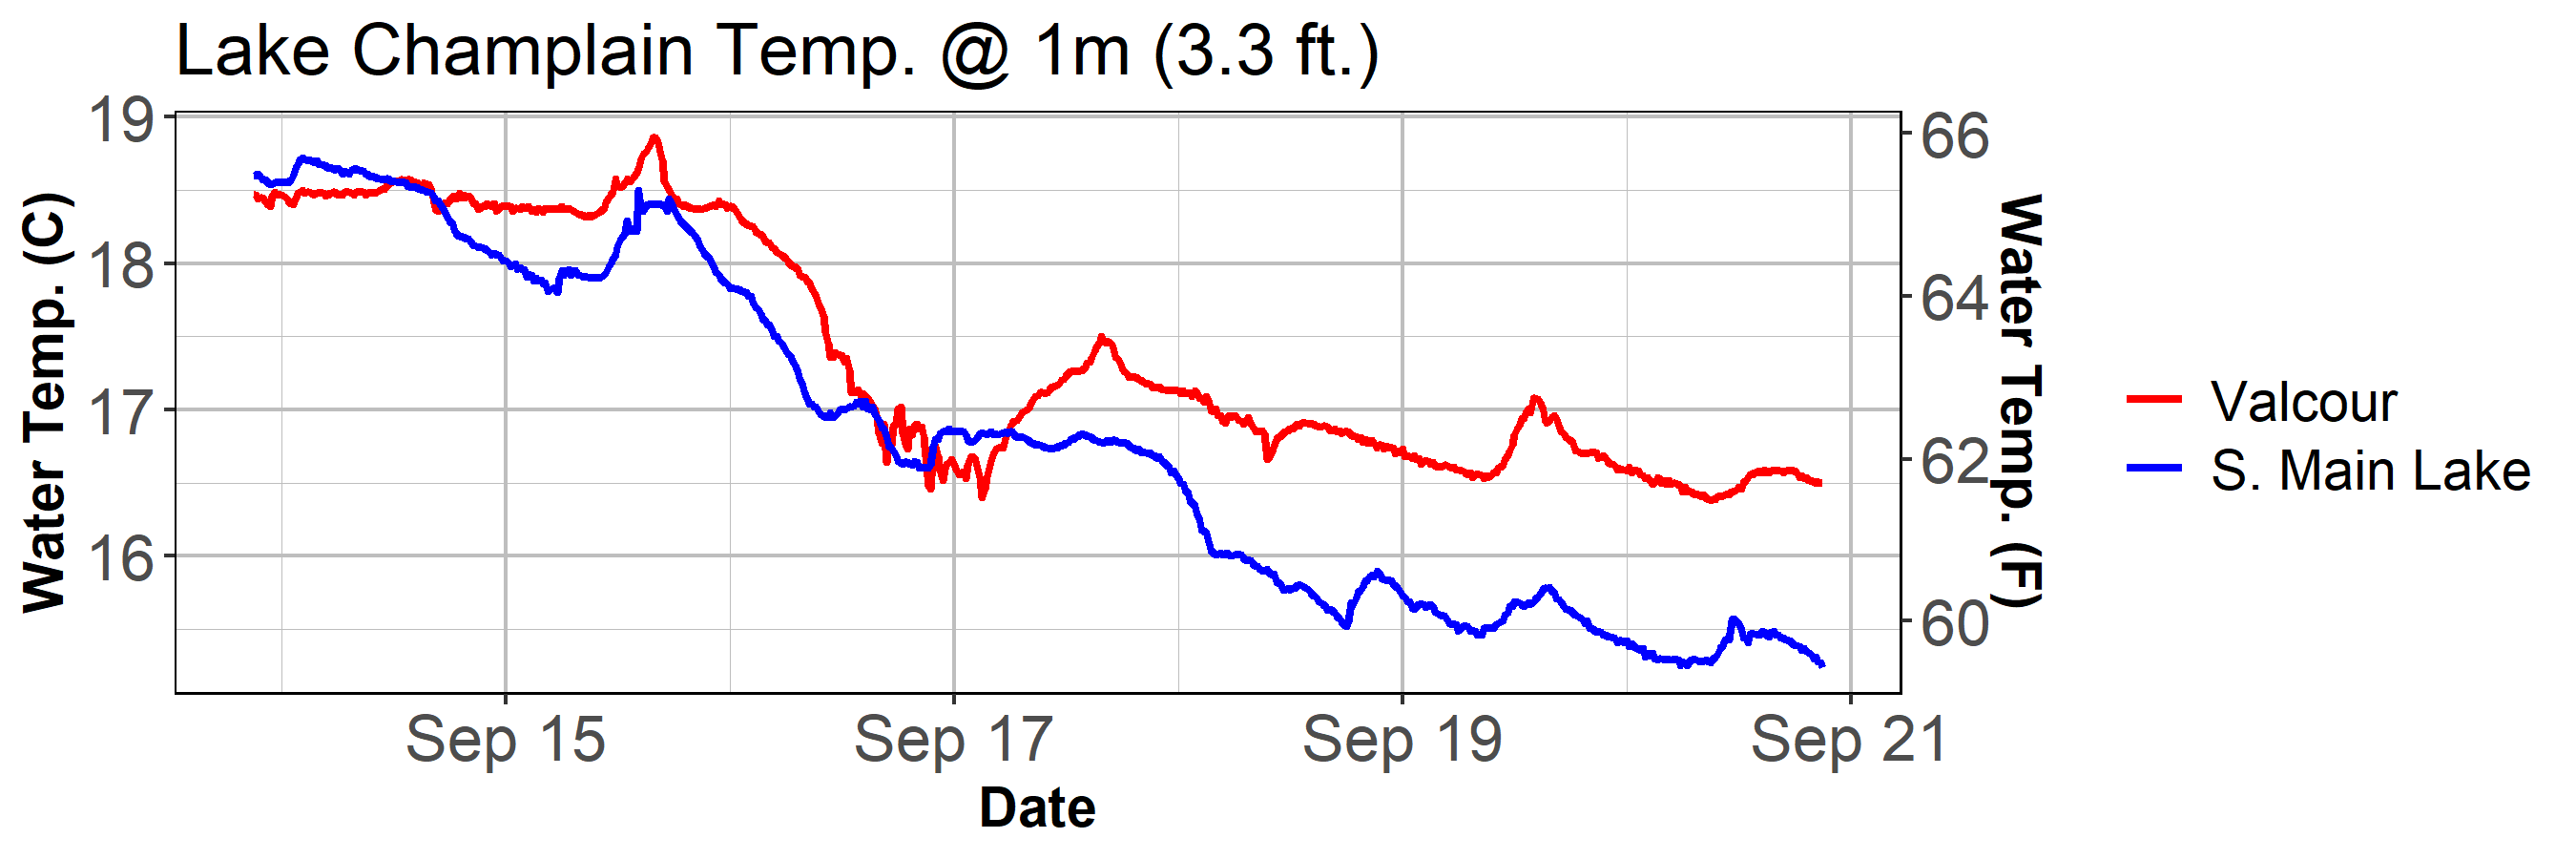 Lake Champlain Temp. @ 1m (3.3 ft.)
Water Temp. (C)
19
18
17
16
66
64
62
60
Water Temp. (F)
Sep 15
Sep 17
Sep 19
Sep 21
Date
Valcour
S. Main Lake